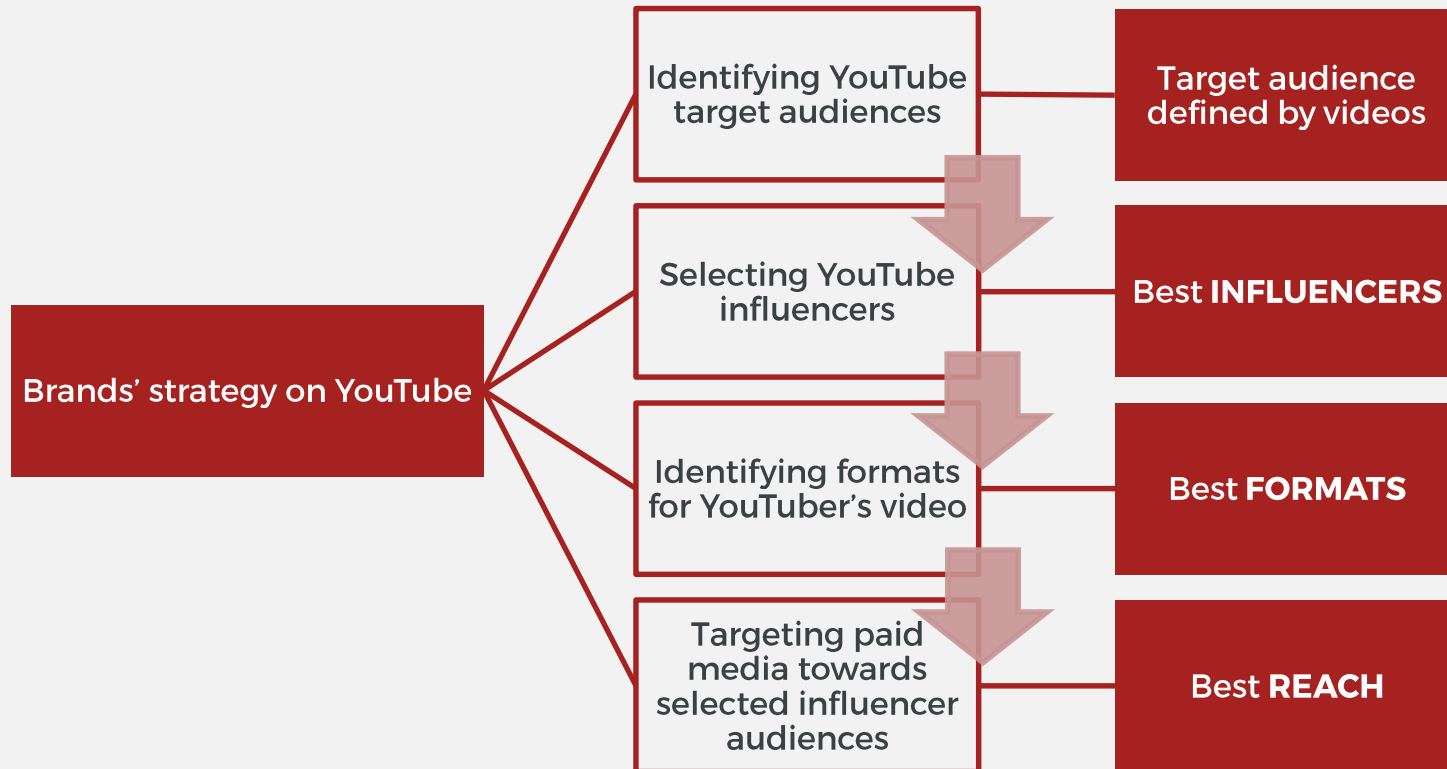 Identifying YouTube
target audiences
Target audience
defined by videos
Selecting YouTube
influencers
Best INFLUENCERS
Brands’ strategy on YouTube
Identifying formats
for YouTuber’s video
Best FORMATS
Targeting paid
media towards
selected influencer
audiences
Best REACH